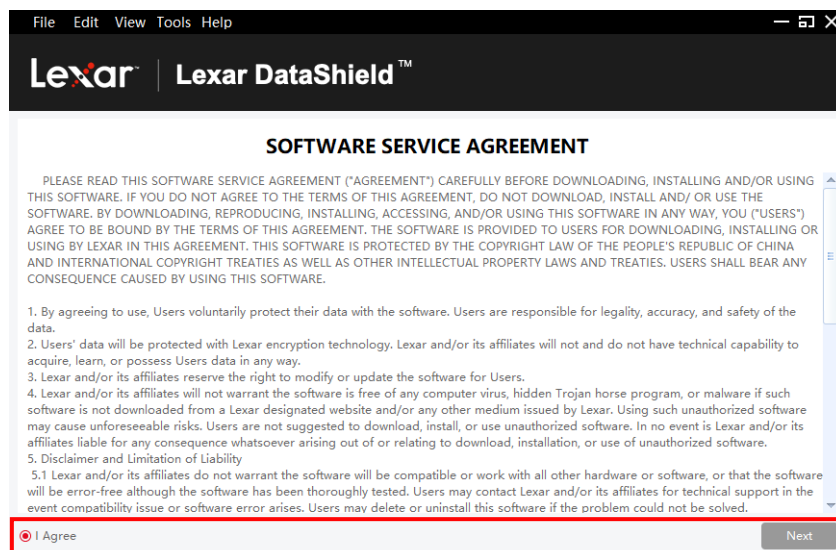 File Edit View Tools Help
Lexar™ Lexar DataShield™
SOFTWARE SERVICE AGREEMENT
PLEASE READ THIS SOFTWARE SERVICE AGREEMENT ("AGREEMENT") CAREFULLY BEFORE DOWNLOADING, INSTALLING AND/OR USING
THIS SOFTWARE. IF YOU DO NOT AGREE TO THE TERMS OF THIS AGREEMENT, DO NOT DOWNLOAD, INSTALL AND/ OR USE THE
SOFTWARE. BY DOWNLOADING, REPRODUCING, INSTALLING, ACCESSING, AND/OR USING THIS SOFTWARE IN ANY WAY, YOU ("USERS")
AGREE TO BE BOUND BY THE TERMS OF THIS AGREEMENT. THE SOFTWARE IS PROVIDED TO USERS FOR DOWNLOADING, INSTALLING OR
USING BY LEXAR IN THIS AGREEMENT. THIS SOFTWARE IS PROTECTED BY THE COPYRIGHT LAW OF THE PEOPLE'S REPUBLIC OF CHINA
AND INTERNATIONAL COPYRIGHT TREATIES AS WELL AS OTHER INTELLECTUAL PROPERTY LAWS AND TREATIES. USERS SHALL BEAR ANY
CONSEQUENCE CAUSED BY USING THIS SOFTWARE.
1. By agreeing to use, Users voluntarily protect their data with the software. Users are responsible for legality, accuracy, and safety of the
data.
2. Users' data will be protected with Lexar encryption technology. Lexar and/or its affiliates will not and do not have technical capability to
acquire, learn, or possess Users data in any way.
3. Lexar and/or its affiliates reserve the right to modify or update the software for Users.
4. Lexar and/or its affiliates will not warrant the software is free of any computer virus, hidden Trojan horse program, or malware if such
software is not downloaded from a Lexar designated website and/or any other medium issued by Lexar. Using such unauthorized software
may cause unforeseeable risks. Users are not suggested to download, install, or use unauthorized software. In no event is Lexar and/or its
affiliates liable for any consequence whatsoever arising out of or relating to download, installation, or use of unauthorized software.
5. Disclaimer and Limitation of Liability
5.1 Lexar and/or its affiliates do not warrant the software will be compatible or work with all other hardware or software, or that the software
will be error-free although the software has been thoroughly tested. Users may contact Lexar and/or its affiliates for technical support in the
event compatibility issue or software error arises. Users may delete or uninstall this software if the problem could not be solved.
I Agree Next